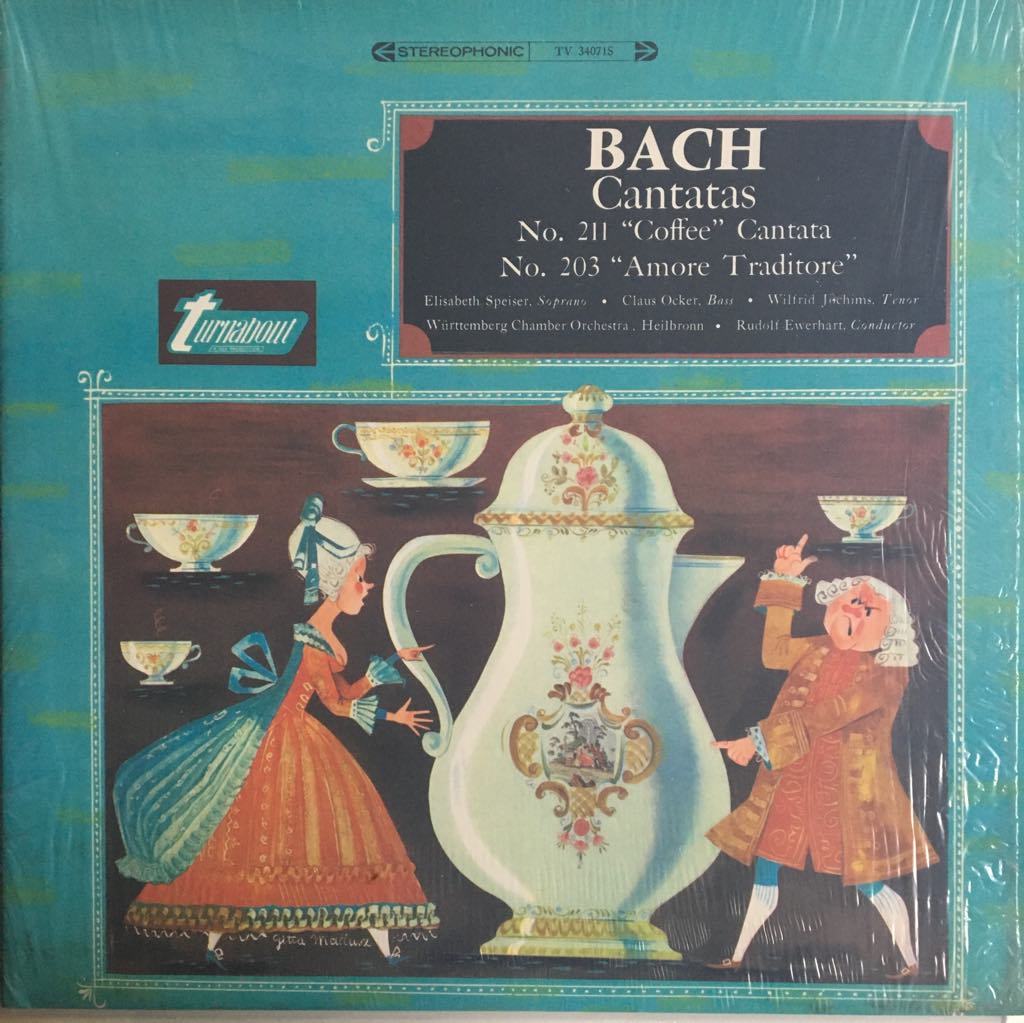 STEREOPHONIC TV 34071S
BACH
Cantatas
No. 211 “Coffee” Cantata
No. 203 “Amore Traditore”
Elisabeth Speiser, Soprano • Claus Ocker, Bass • Wilfrid Jochims, Tenor
Württemberg Chamber Orchestra, Heilbronn • Rudolf Ewerhart, Conductor
turnabout